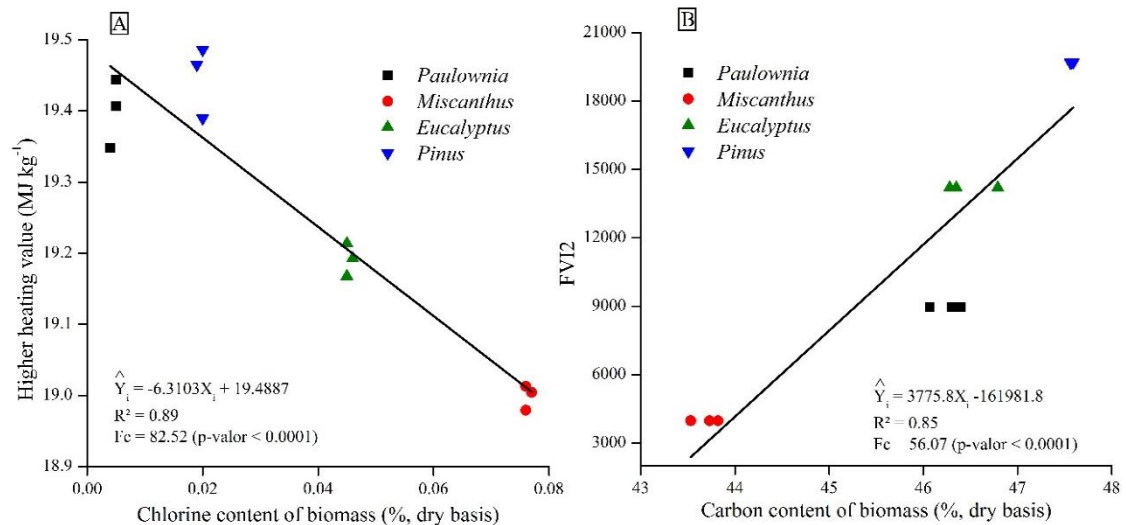 A
Higher heating value (MJ kg⁻¹)
19.5
19.4
19.3
19.2
19.1
19.0
18.9
Paulownia
Miscanthus
Eucalyptus
Pinus
Ŷᵢ = -6.3103Xᵢ + 19.4887
R² = 0.89
Fc = 82.52 (p-valor < 0.0001)
0.00
0.02
0.04
0.06
0.08
Chlorine content of biomass (%, dry basis)
B
FVI2
21000
18000
15000
12000
9000
6000
3000
Paulownia
Miscanthus
Eucalyptus
Pinus
Ŷᵢ = 3775.8Xᵢ -161981.8
R² = 0.85
Fc 56.07 (p-valor < 0.0001)
43
44
45
46
47
48
Carbon content of biomass (%, dry basis)